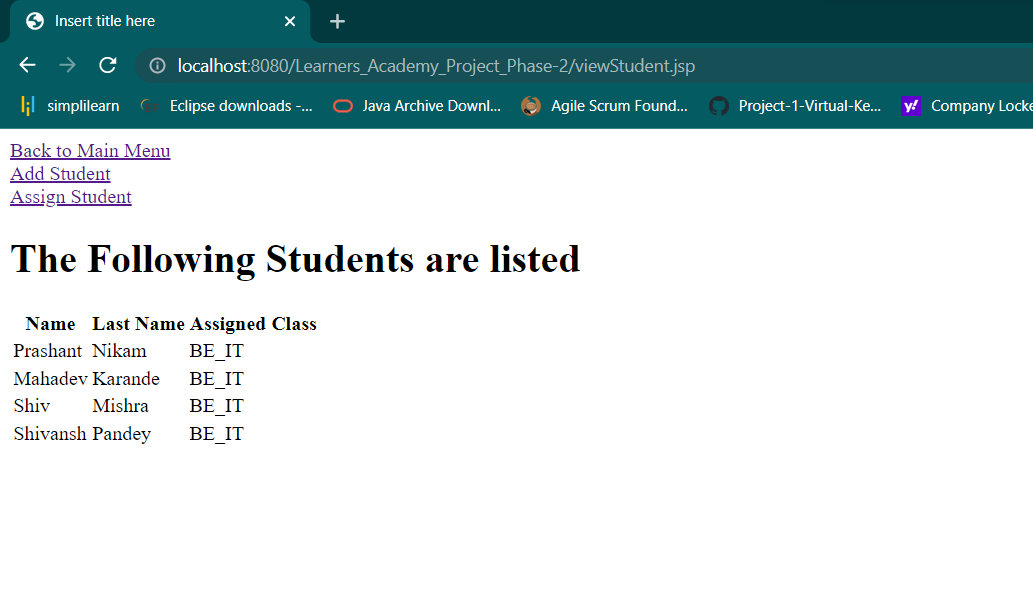 Insert title here
localhost:8080/Learners_Academy_Project_Phase-2/viewStudent.jsp
simplilearn Eclipse downloads -... Java Archive Downl... Agile Scrum Found... Project-1-Virtual-Ke... y! Company Locke
Back to Main Menu
Add Student
Assign Student
The Following Students are listed
Name Last Name Assigned Class
Prashant Nikam BE_IT
Mahadev Karande BE_IT
Shiv Mishra BE_IT
Shivansh Pandey BE_IT